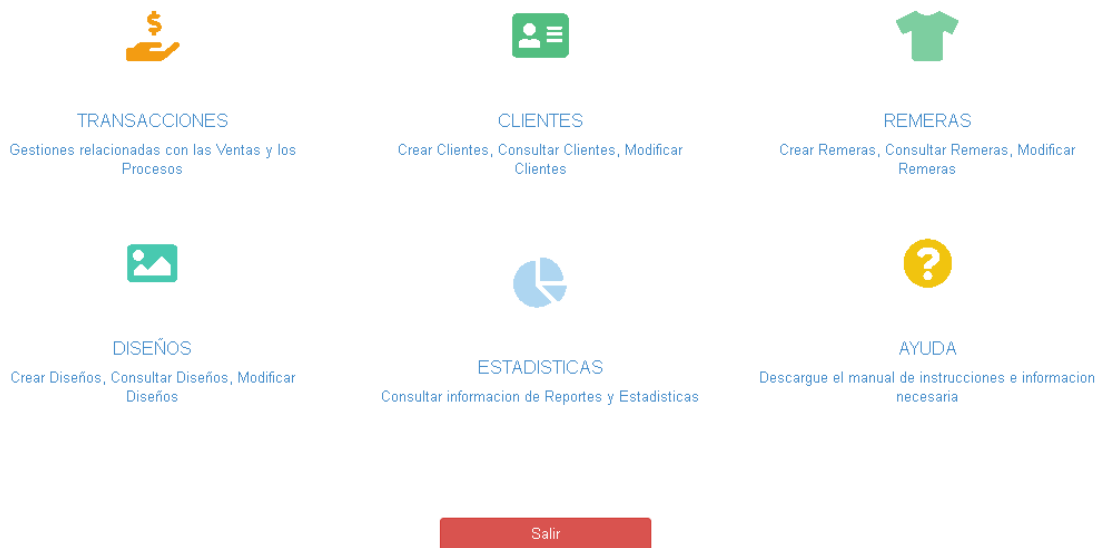 TRANSACCIONES
Gestiones relacionadas con las Ventas y los
Procesos
CLIENTES
Crear Clientes, Consultar Clientes, Modificar
Clientes
REMERAS
Crear Remeras, Consultar Remeras, Modificar
Remeras
DISEÑOS
Crear Diseños, Consultar Diseños, Modificar
Diseños
ESTADISTICAS
Consultar informacion de Reportes y Estadisticas
AYUDA
Descargue el manual de instrucciones e informacion
necesaria
Salir